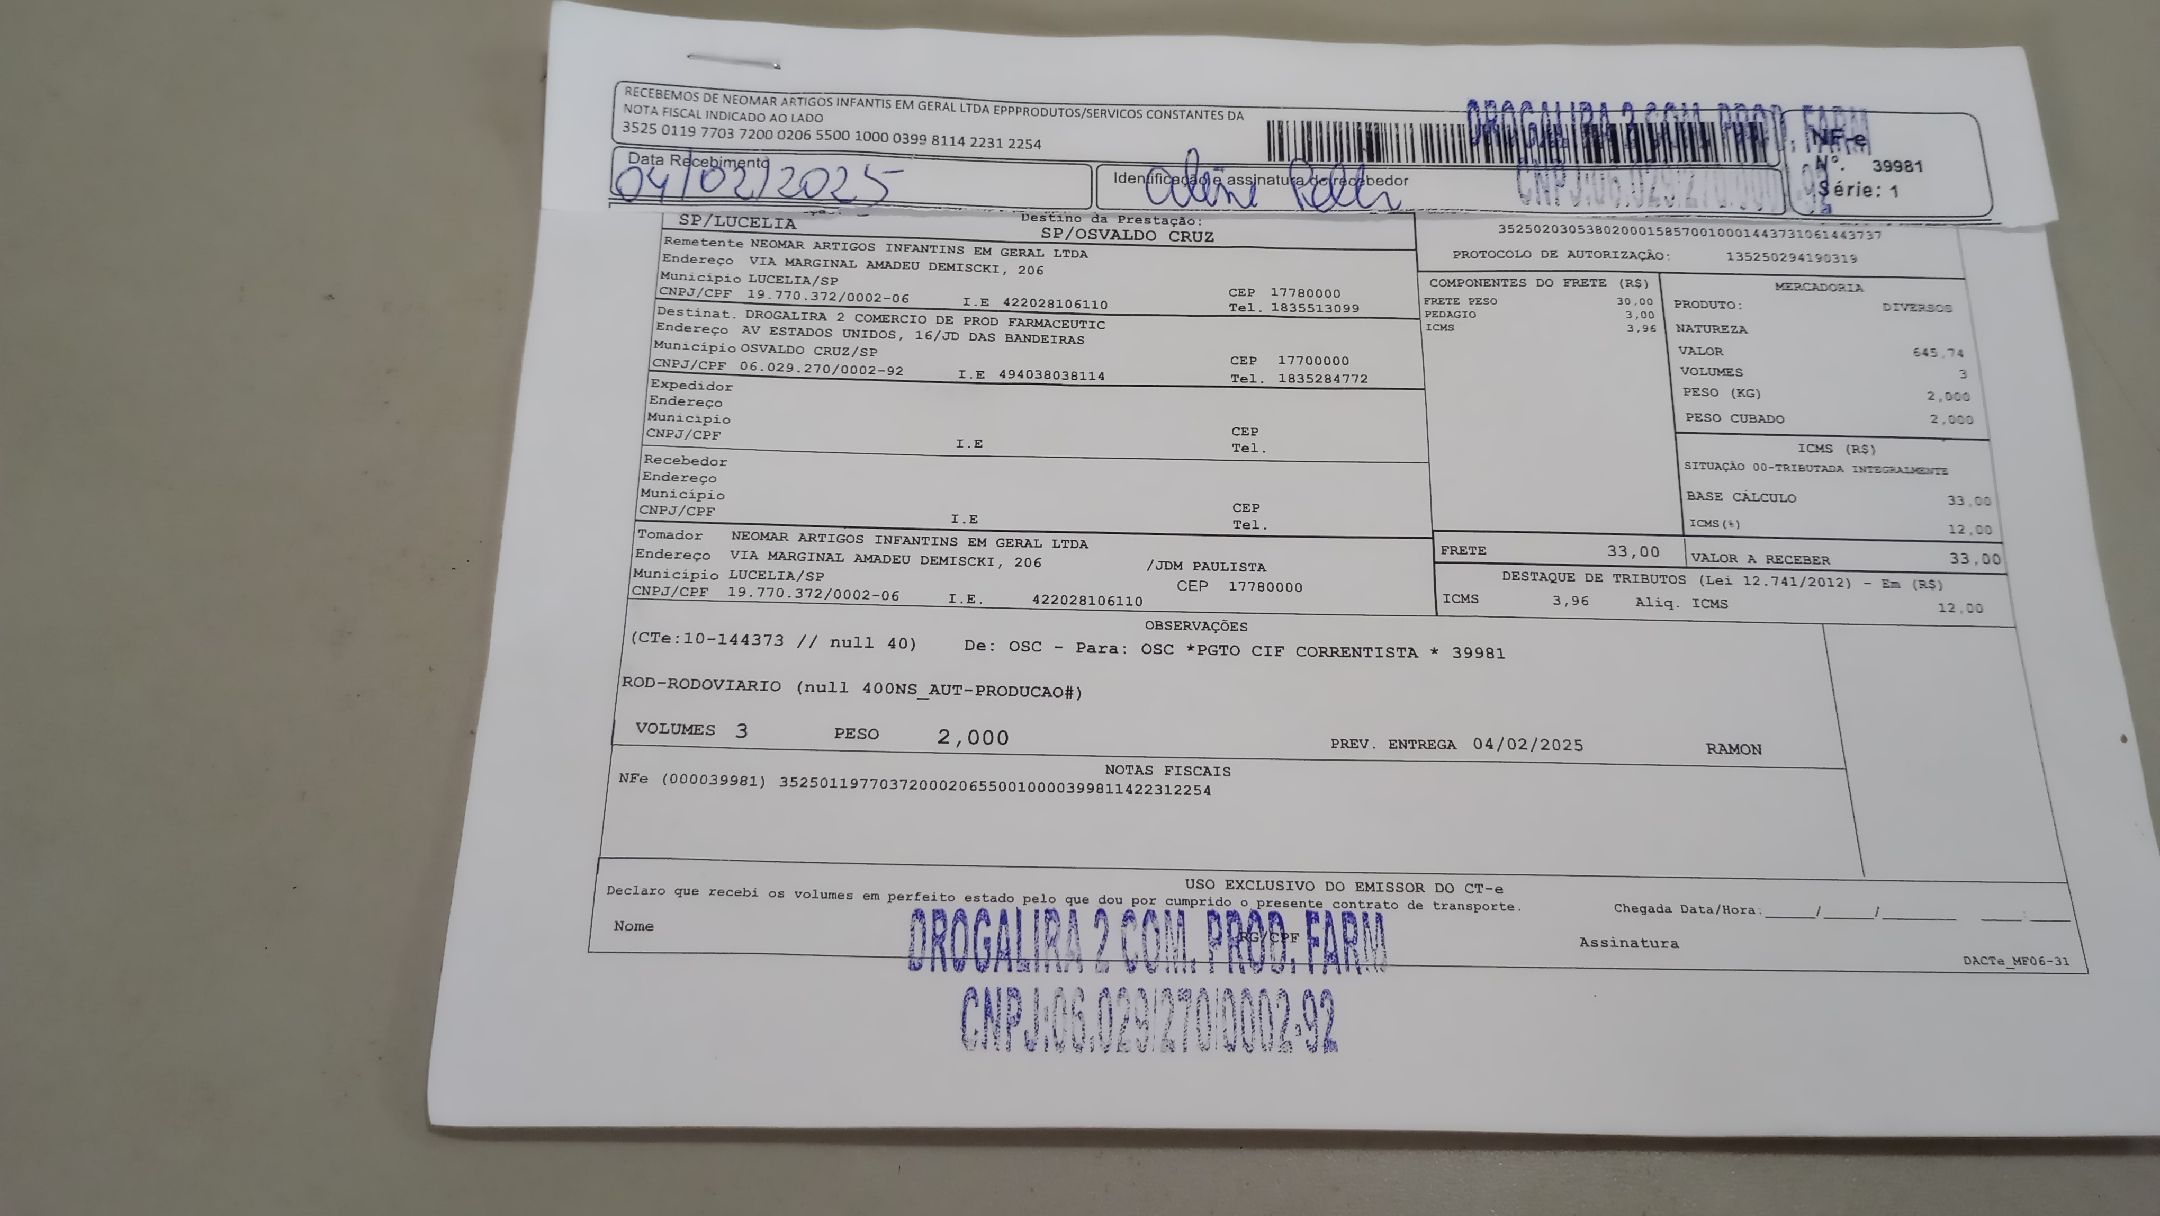 RECEBEMOS DE NEOMAR ARTIGOS INFANTIS EM GERAL LTDA EPPPRODUTOS/SERVICOS CONSTANTES DA
NOTA FISCAL INDICADO AO LADO
3525 0119 7703 7200 0206 5500 1000 0399 8114 2231 2254
DROGALIRA 2 COM. PROD. FARM
CNPJ:06.029/270/0002-92
NF-e
Nº. 39981
Série: 1
Data Recebimento
04/02/2025
Identificação e assinatura do recebedor
SP/LUCELIA
Destino da Prestação:
SP/OSVALDO CRUZ
35250203053802000158570010001443731061443737
PROTOCOLO DE AUTORIZAÇÃO: 135250294190319
Remetente NEOMAR ARTIGOS INFANTINS EM GERAL LTDA
Endereço VIA MARGINAL AMADEU DEMISCKI, 206
Município LUCELIA/SP CEP 17780000
CNPJ/CPF 19.770.372/0002-06 I.E 422028106110 Tel. 1835513099
Destinat. DROGALIRA 2 COMERCIO DE PROD FARMACEUTIC
Endereço AV ESTADOS UNIDOS, 16/JD DAS BANDEIRAS
Município OSVALDO CRUZ/SP CEP 17700000
CNPJ/CPF 06.029.270/0002-92 I.E 494038038114 Tel. 1835284772
Expedidor
Endereço
Município CEP
CNPJ/CPF I.E Tel.
Recebedor
Endereço
Município CEP
CNPJ/CPF I.E Tel.
Tomador NEOMAR ARTIGOS INFANTINS EM GERAL LTDA
Endereço VIA MARGINAL AMADEU DEMISCKI, 206 /JDM PAULISTA
Município LUCELIA/SP CEP 17780000
CNPJ/CPF 19.770.372/0002-06 I.E. 422028106110
COMPONENTES DO FRETE (R$)
FRETE PESO 30,00
PEDAGIO 3,00
ICMS 3,96
MERCADORIA
PRODUTO: DIVERSOS
NATUREZA
VALOR 645,74
VOLUMES 3
PESO (KG) 2,000
PESO CUBADO 2,000
ICMS (R$)
SITUAÇÃO 00-TRIBUTADA INTEGRALMENTE
BASE CÁLCULO 33,00
ICMS(%) 12,00
FRETE 33,00 VALOR A RECEBER 33,00
DESTAQUE DE TRIBUTOS (Lei 12.741/2012) - Em (R$)
ICMS 3,96 Aliq. ICMS 12,00
OBSERVAÇÕES
(CTe:10-144373 // null 40) De: OSC - Para: OSC *PGTO CIF CORRENTISTA * 39981
ROD-RODOVIARIO (null 400NS_AUT-PRODUCAO#)
VOLUMES 3 PESO 2,000 PREV. ENTREGA 04/02/2025 RAMON
NOTAS FISCAIS
NFe (000039981) 35250119770372000206550010000399811422312254
USO EXCLUSIVO DO EMISSOR DO CT-e
Declaro que recebi os volumes em perfeito estado pelo que dou por cumprido o presente contrato de transporte.
Chegada Data/Hora:____/____/______ ___:___
Nome RG/CPF Assinatura
DACTe_MF06-31
DROGALIRA 2 COM. PROD. FARM
CNPJ:06.029/270/0002-92